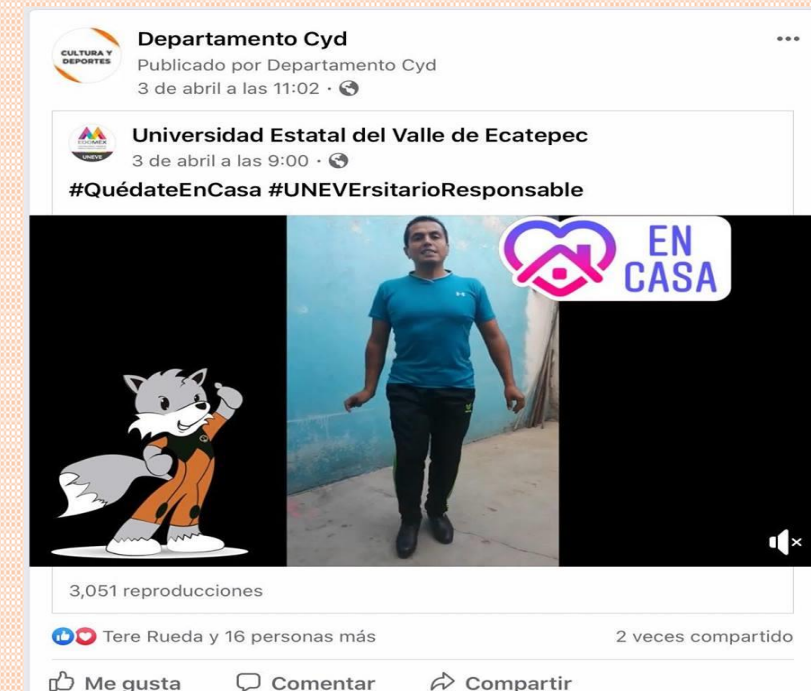 CULTURA Y
DEPORTES
Departamento Cyd
Publicado por Departamento Cyd
3 de abril a las 11:02 ·
EDOMEX
UNEVE
Universidad Estatal del Valle de Ecatepec
3 de abril a las 9:00 ·
#QuédateEnCasa #UNEVErsitarioResponsable
EN
CASA
3,051 reproducciones
Tere Rueda y 16 personas más
2 veces compartido
Me gusta
Comentar
Compartir